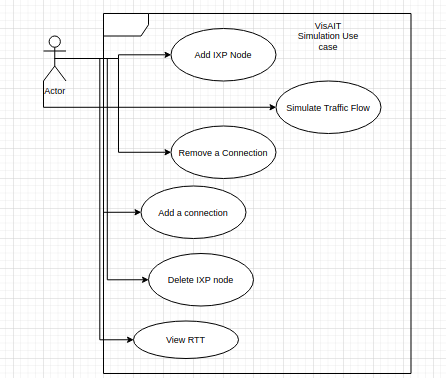 VisAIT
Simulation Use
case
Add IXP Node
Actor
Simulate Traffic Flow
Remove a Connection
Add a connection
Delete IXP node
View RTT